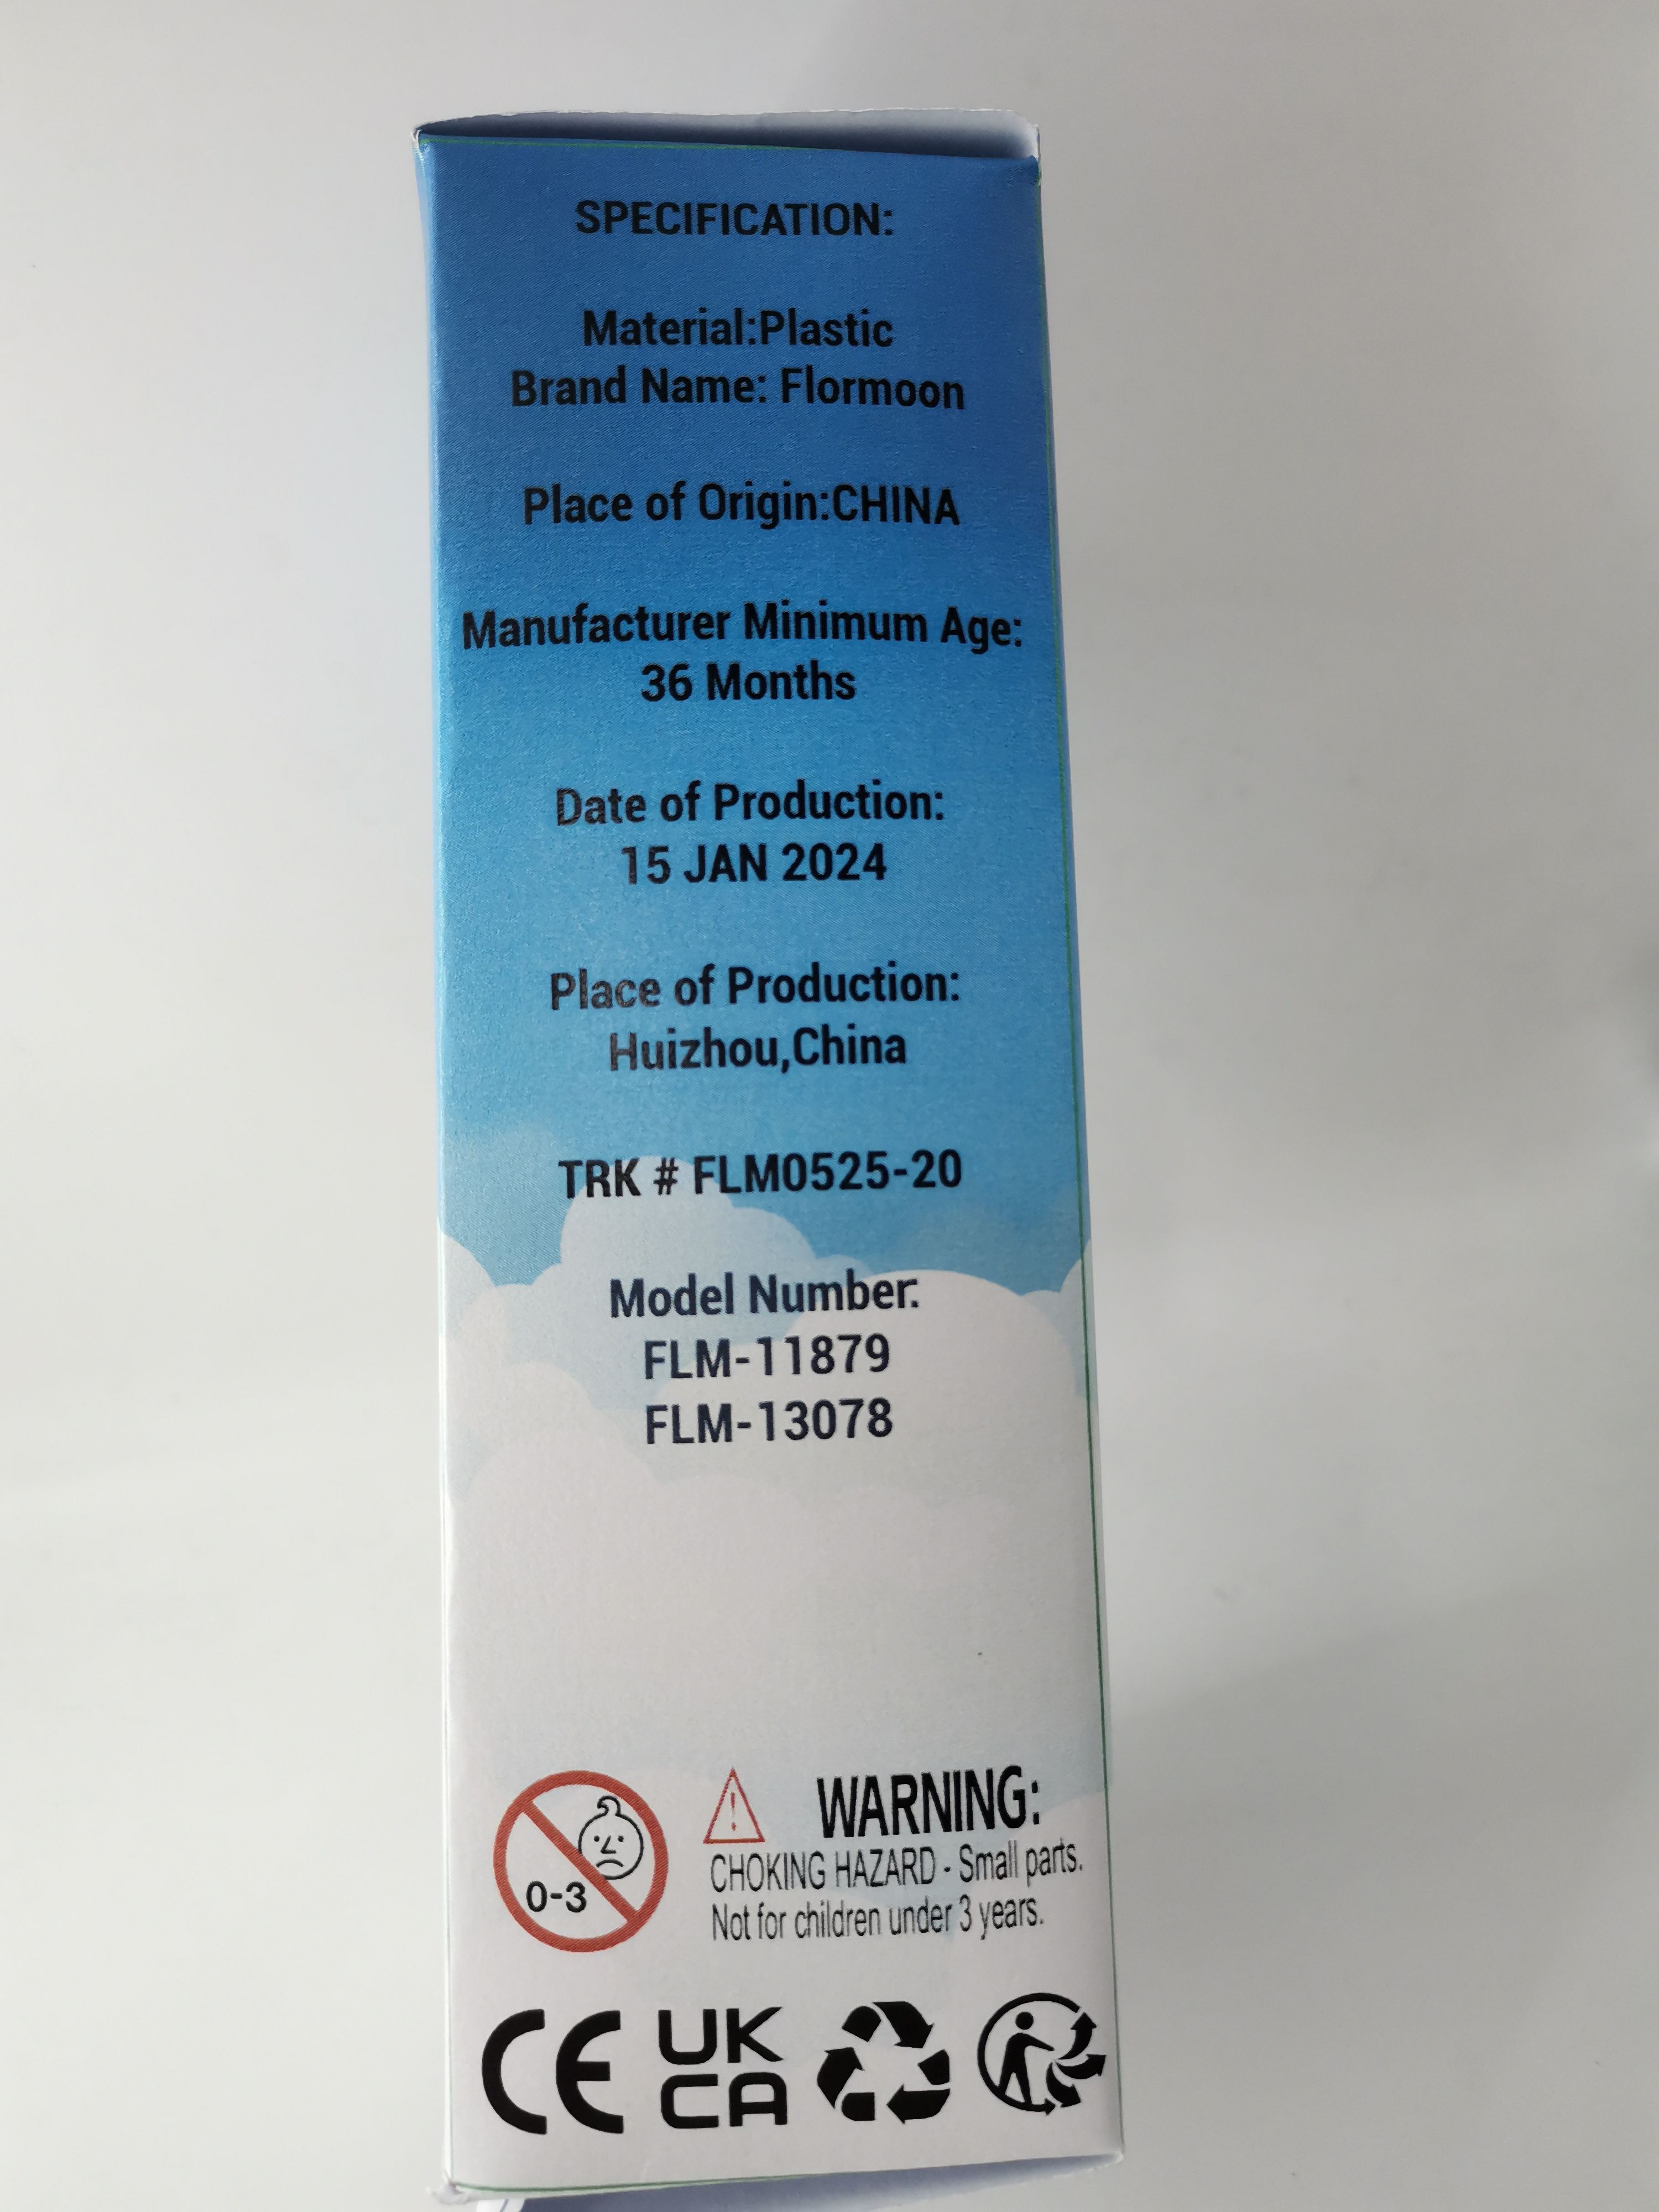 SPECIFICATION:
Material:Plastic
Brand Name: Flormoon
Place of Origin:CHINA
Manufacturer Minimum Age:
36 Months
Date of Production:
15 JAN 2024
Place of Production:
Huizhou,China
TRK # FLM0525-20
Model Number:
FLM-11879
FLM-13078
0-3
WARNING:
CHOKING HAZARD - Small parts.
Not for children under 3 years.
CE
UK
CA